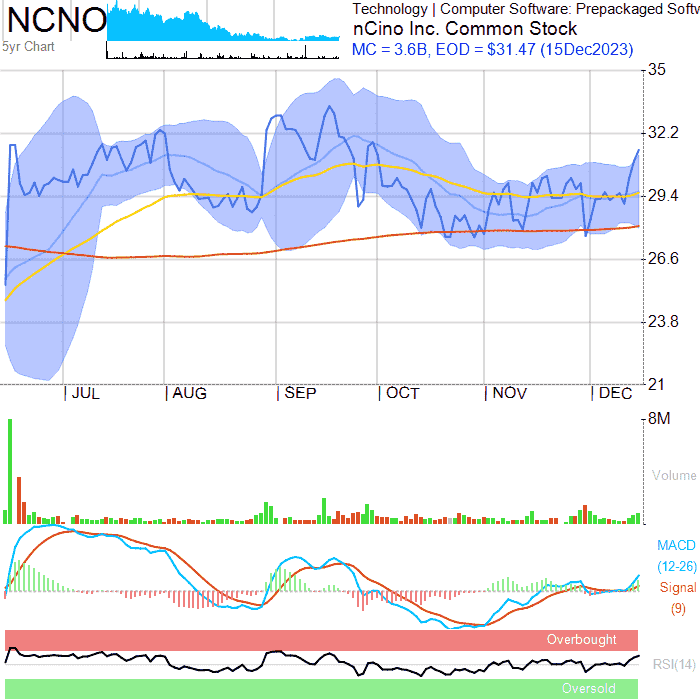 NCNO
5yr Chart
Technology | Computer Software: Prepackaged Softw
nCino Inc. Common Stock
MC = 3.6B, EOD = $31.47 (15Dec2023)
35
32.2
29.4
26.6
23.8
21
JUL AUG SEP OCT NOV DEC
8M
Volume
MACD
(12-26)
Signal
(9)
Overbought
RSI(14)
Oversold